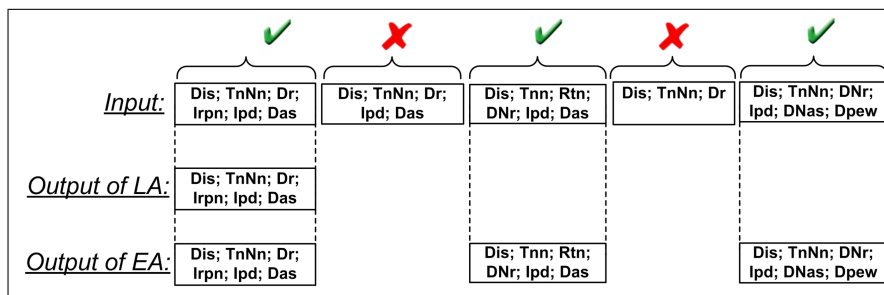 Input:
Dis; TnNn; Dr;
Irpn; Ipd; Das
Dis; TnNn; Dr;
Ipd; Das
Dis; Tnn; Rtn;
DNr; Ipd; Das
Dis; TnNn; Dr
Dis; TnNn; DNr;
Ipd; DNas; Dpew
Output of LA:
Dis; TnNn; Dr;
Irpn; Ipd; Das
Output of EA:
Dis; TnNn; Dr;
Irpn; Ipd; Das
Dis; Tnn; Rtn;
DNr; Ipd; Das
Dis; TnNn; DNr;
Ipd; DNas; Dpew